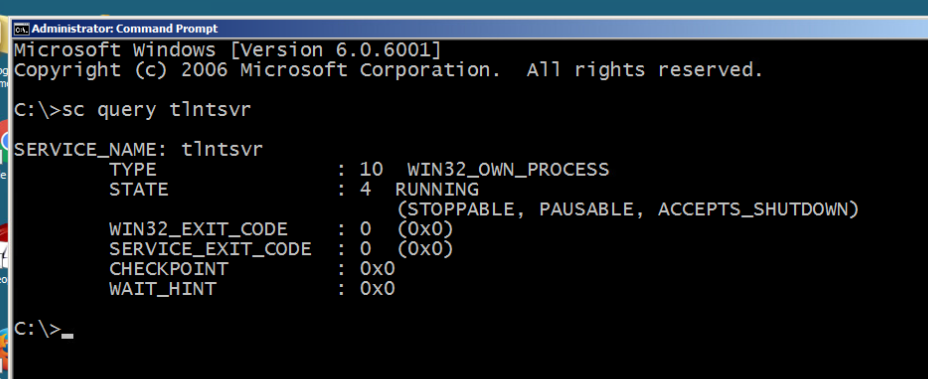 Administrator: Command Prompt
Microsoft Windows [Version 6.0.6001]
Copyright (c) 2006 Microsoft Corporation.  All rights reserved.
C:\>sc query tlntsvr
SERVICE_NAME: tlntsvr
        TYPE               : 10  WIN32_OWN_PROCESS
        STATE              : 4  RUNNING
                                (STOPPABLE, PAUSABLE, ACCEPTS_SHUTDOWN)
        WIN32_EXIT_CODE    : 0  (0x0)
        SERVICE_EXIT_CODE  : 0  (0x0)
        CHECKPOINT         : 0x0
        WAIT_HINT          : 0x0
C:\>_